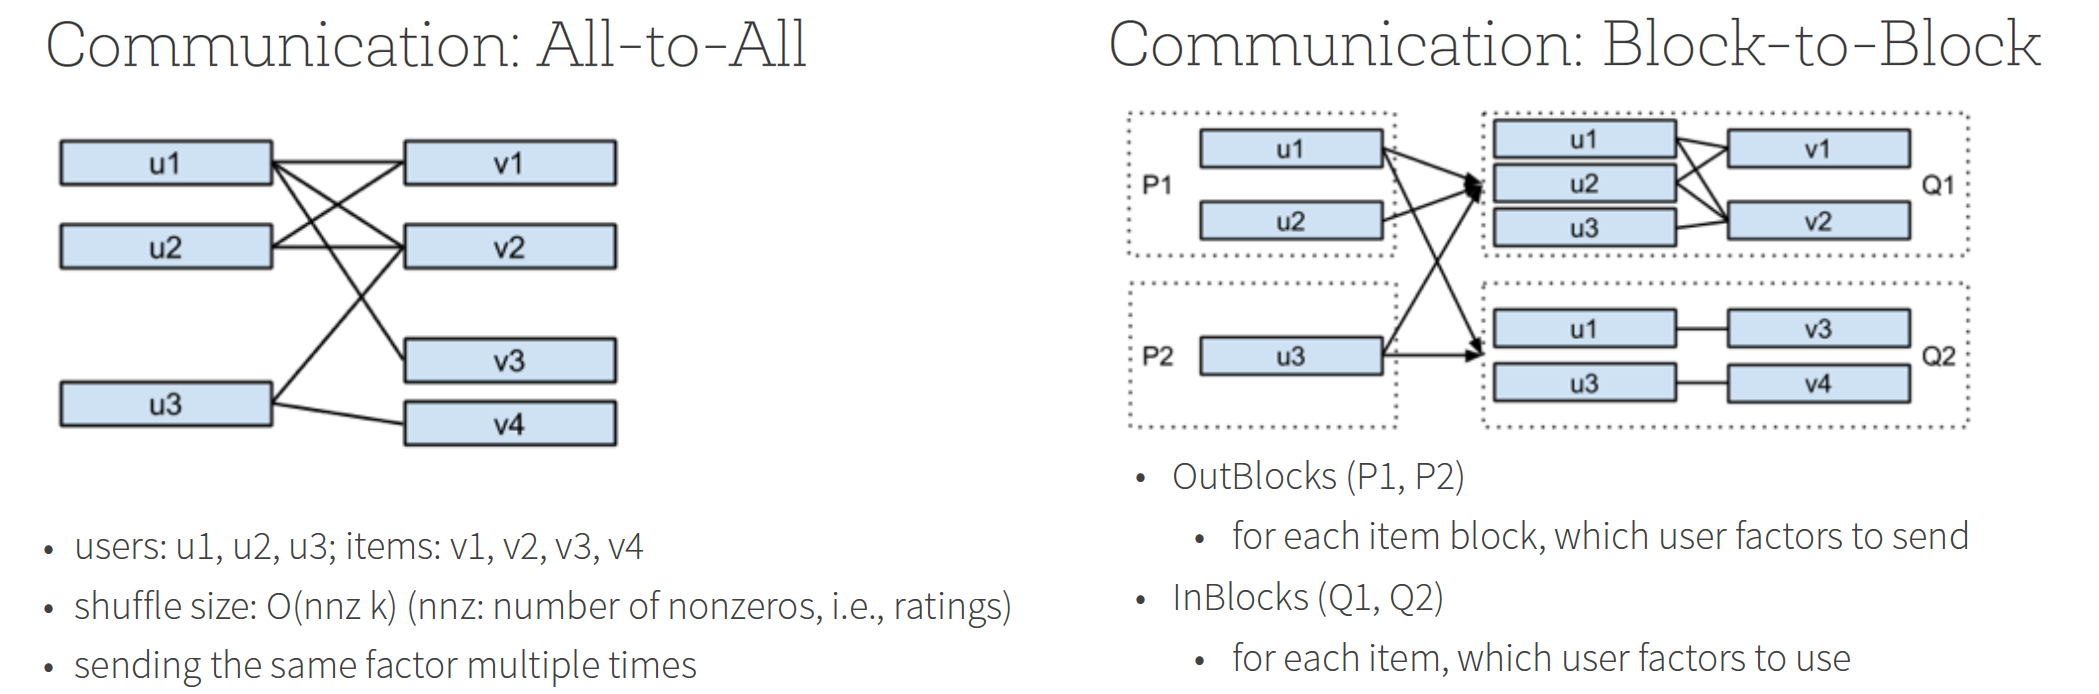 Communication: All-to-All
u1
v1
u2
v2
v3
u3
v4
• users: u1, u2, u3; items: v1, v2, v3, v4
• shuffle size: O(nnz k) (nnz: number of nonzeros, i.e., ratings)
• sending the same factor multiple times
Communication: Block-to-Block
P1
u1
u2
u1
u2
u3
v1
v2
Q1
P2
u3
u1
v3
u3
v4
Q2
• OutBlocks (P1, P2)
• for each item block, which user factors to send
• InBlocks (Q1, Q2)
• for each item, which user factors to use